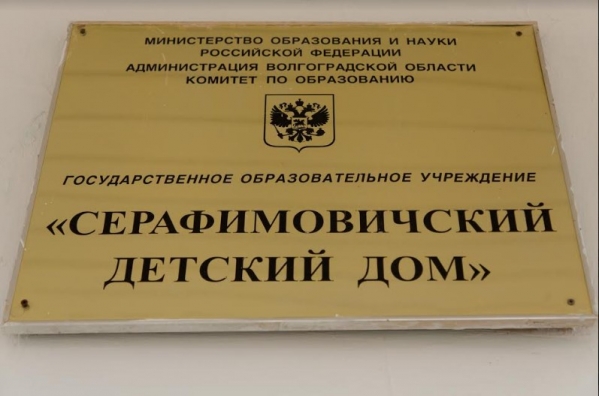 МИНИСТЕРСТВО ОБРАЗОВАНИЯ И НАУКИ
РОССИЙСКОЙ ФЕДЕРАЦИИ
АДМИНИСТРАЦИЯ ВОЛГОГРАДСКОЙ ОБЛАСТИ
КОМИТЕТ ПО ОБРАЗОВАНИЮ
ГОСУДАРСТВЕННОЕ ОБРАЗОВАТЕЛЬНОЕ УЧРЕЖДЕНИЕ
«СЕРАФИМОВИЧСКИЙ
ДЕТСКИЙ ДОМ»